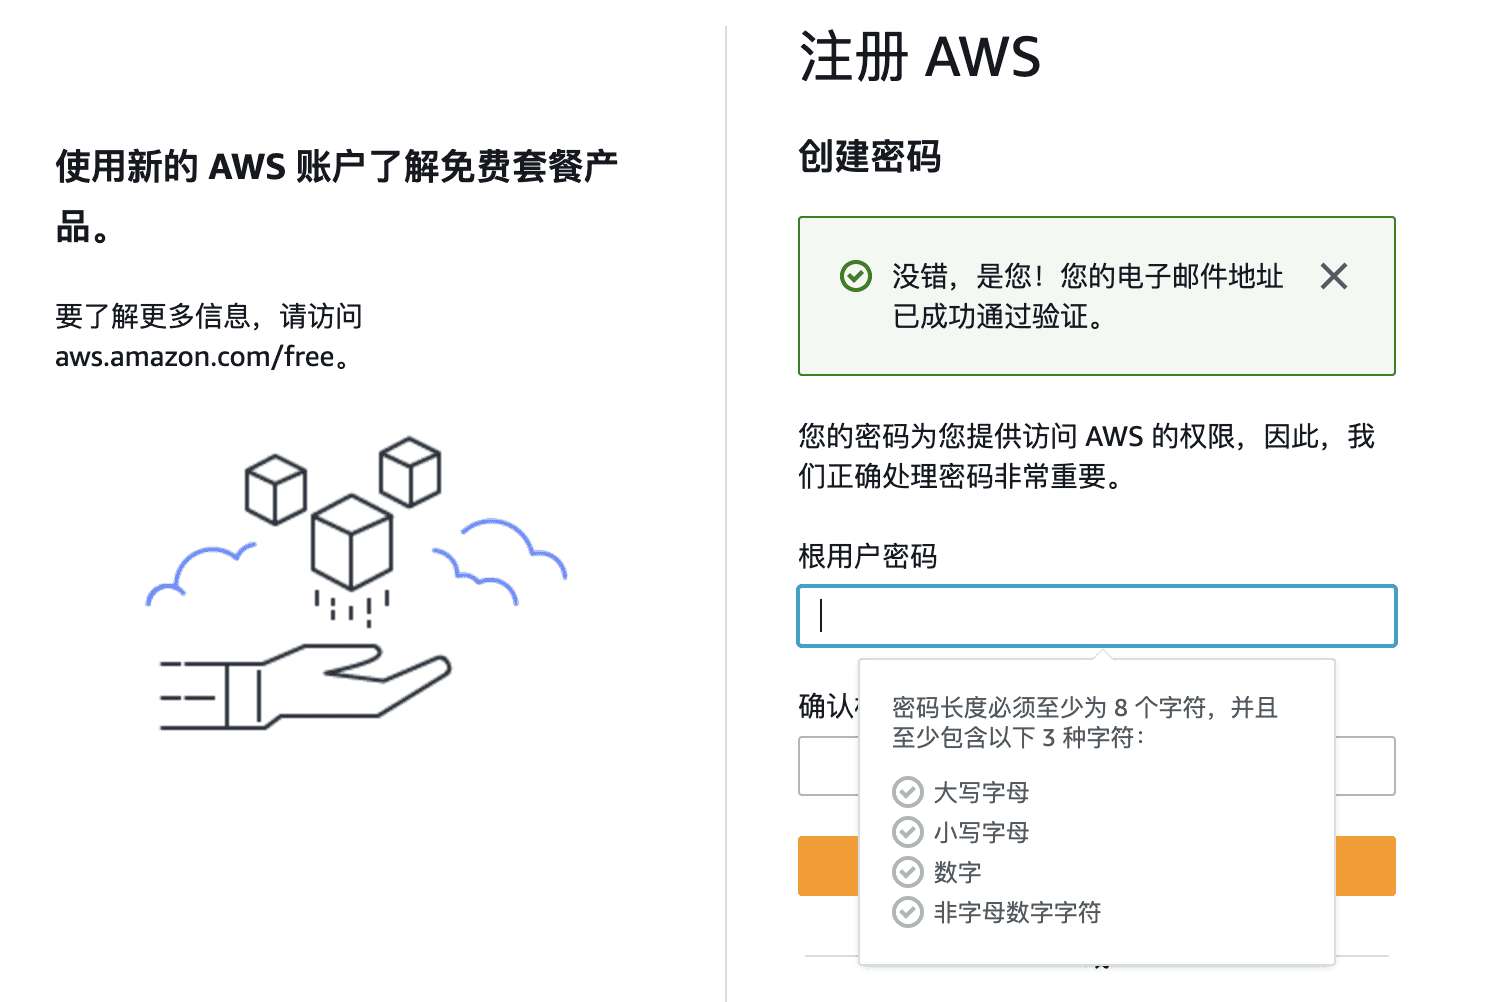 使用新的 AWS 账户了解免费套餐产
品。
要了解更多信息，请访问
aws.amazon.com/free。
注册 AWS
创建密码
没错，是您！您的电子邮件地址
已成功通过验证。
您的密码为您提供访问 AWS 的权限，因此，我
们正确处理密码非常重要。
根用户密码
确认
密码长度必须至少为 8 个字符，并且
至少包含以下 3 种字符：
大写字母
小写字母
数字
非字母数字字符